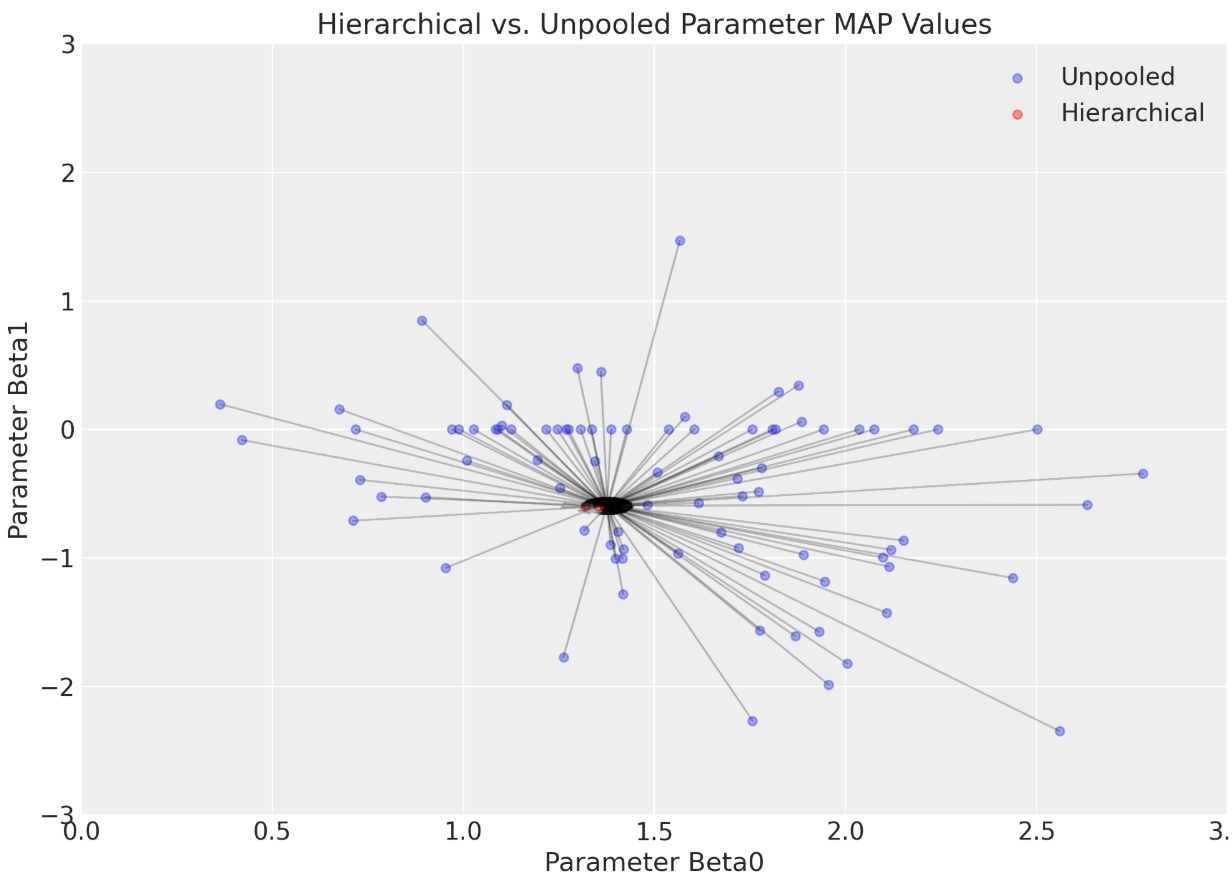 Hierarchical vs. Unpooled Parameter MAP Values
Unpooled
Hierarchical
3
2
1
0
−1
−2
−3
Parameter Beta1
0.0 0.5 1.0 1.5 2.0 2.5 3.
Parameter Beta0